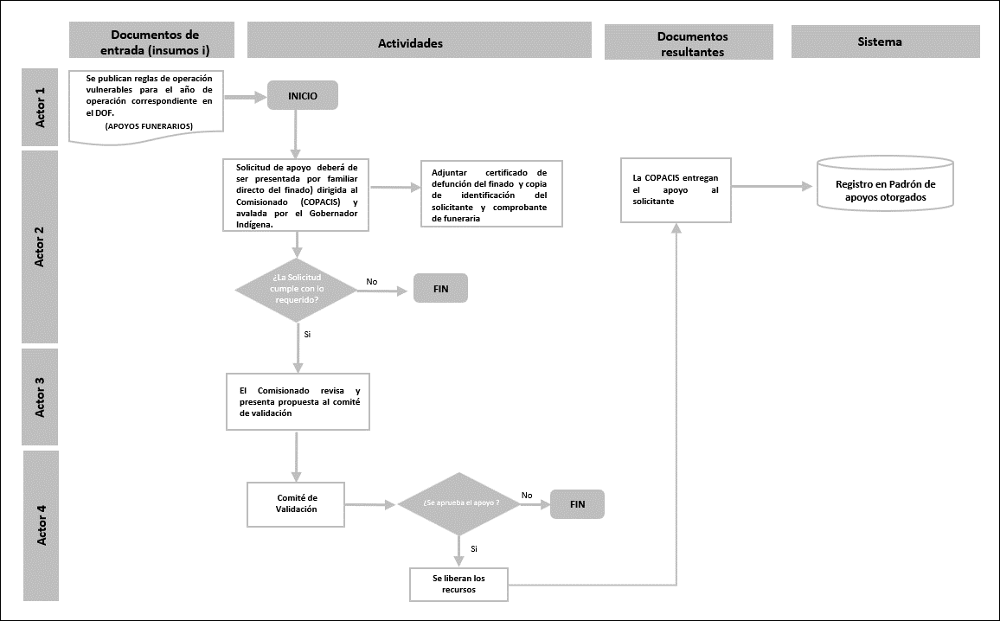 Documentos de
entrada (insumos i)
Actividades
Documentos
resultantes
Sistema
Actor 1
Se publican reglas de operación
vulnerables para el año de
operación correspondiente en
el DOF.
(APOYOS FUNERARIOS)
INICIO
Actor 2
Solicitud de apoyo deberá de
ser presentada por familiar
directo del finado) dirigida al
Comisionado (COPACIS) y
avalada por el Gobernador
Indígena.
Adjuntar certificado de
defunción del finado y copia
de identificación del
solicitante y comprobante
de funeraria
La COPACIS entregan
el apoyo al
solicitante
Registro en Padrón de
apoyos otorgados
¿La Solicitud
cumple con lo
requerido?
No
FIN
Si
Actor 3
El Comisionado revisa y
presenta propuesta al comité
de validación
Actor 4
Comité de
Validación
¿Se aprueba el apoyo ?
No
FIN
Si
Se liberan los
recursos